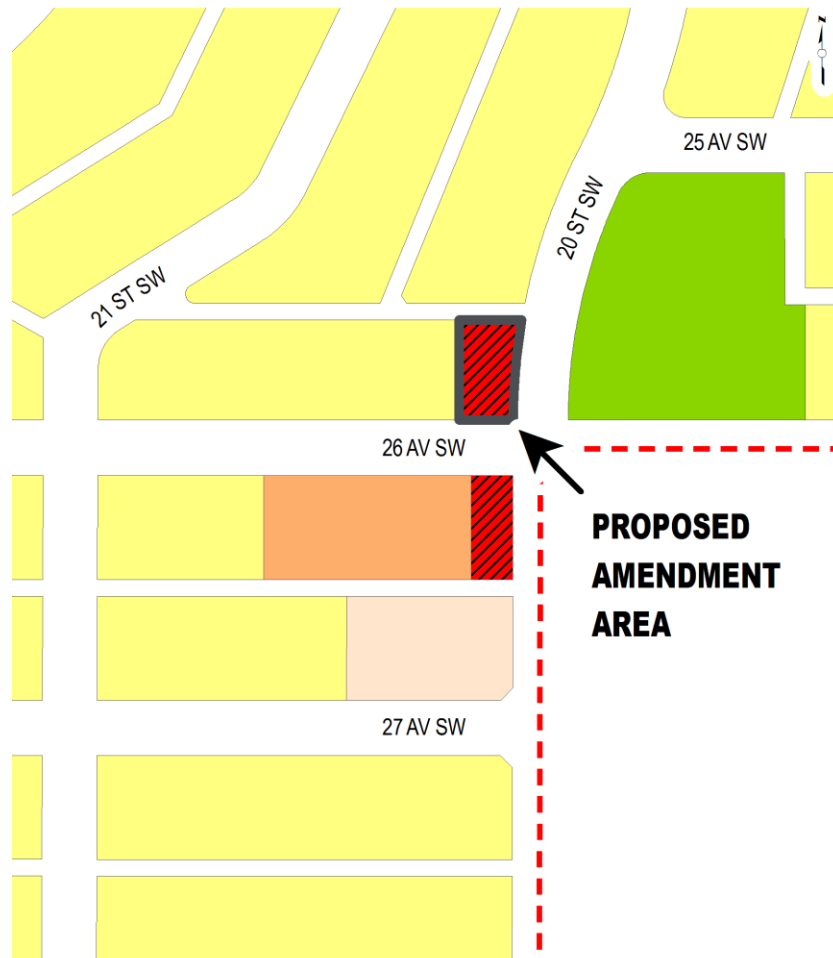 N
25 AV SW
20 ST SW
21 ST SW
26 AV SW
PROPOSED
AMENDMENT
AREA
27 AV SW